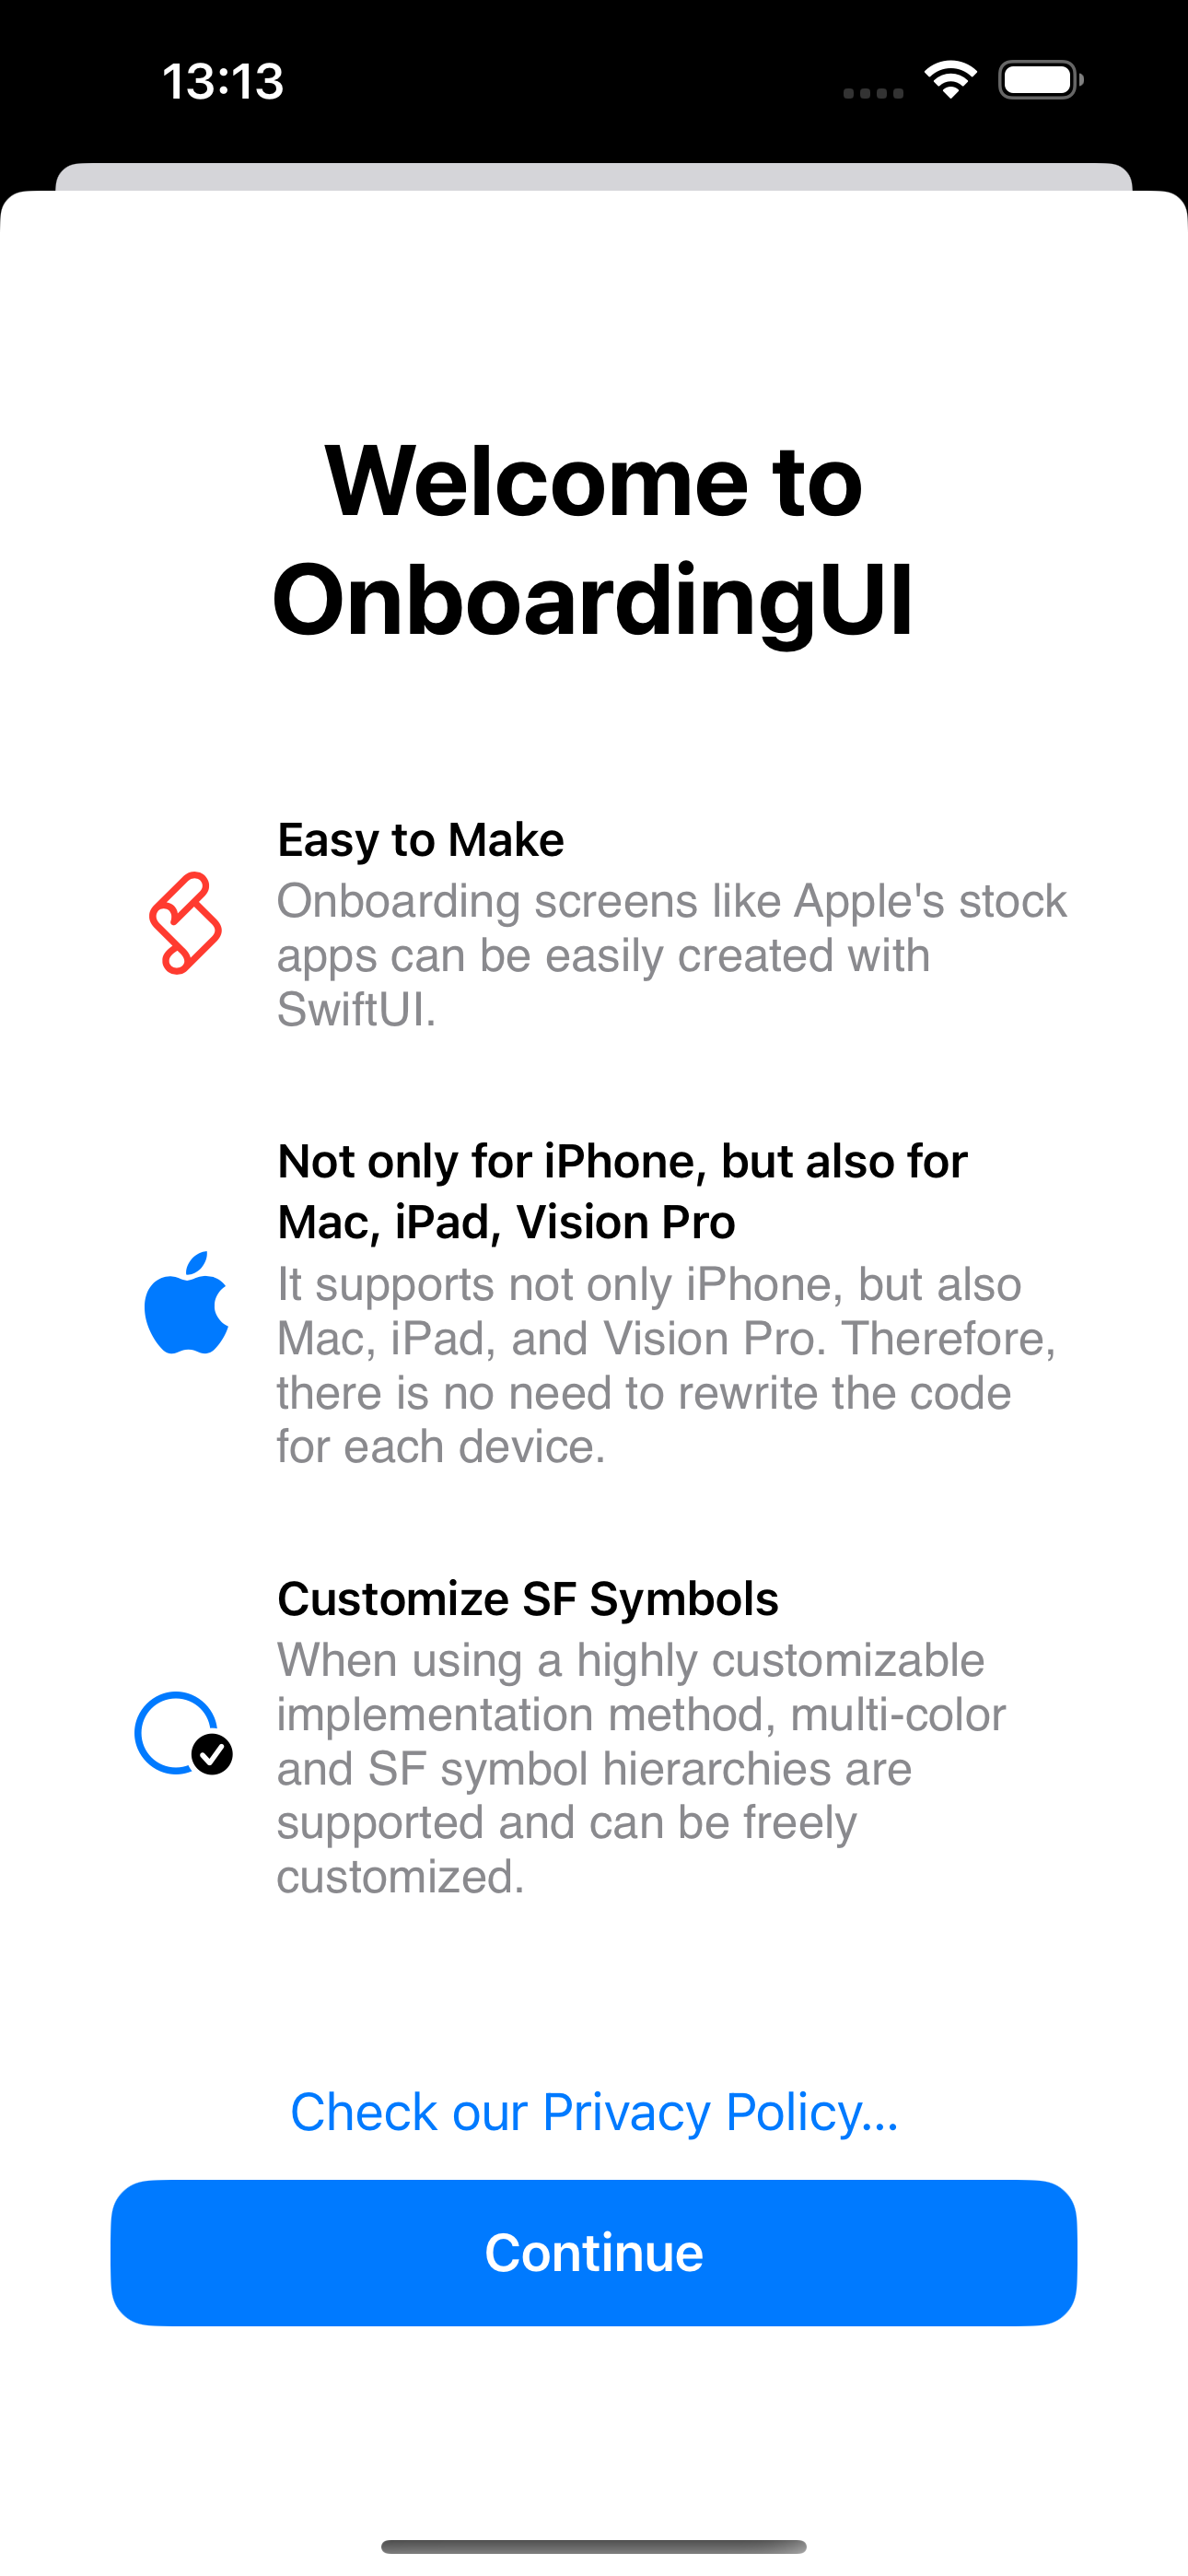 13:13
Welcome to
OnboardingUI
Easy to Make
Onboarding screens like Apple's stock
apps can be easily created with
SwiftUI.
Not only for iPhone, but also for
Mac, iPad, Vision Pro
It supports not only iPhone, but also
Mac, iPad, and Vision Pro. Therefore,
there is no need to rewrite the code
for each device.
Customize SF Symbols
When using a highly customizable
implementation method, multi-color
and SF symbol hierarchies are
supported and can be freely
customized.
Check our Privacy Policy...
Continue